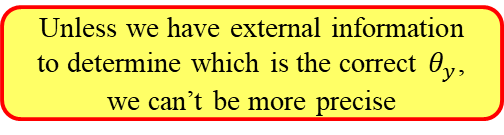 Unless we have external information
to determine which is the correct θ_y,
we can't be more precise